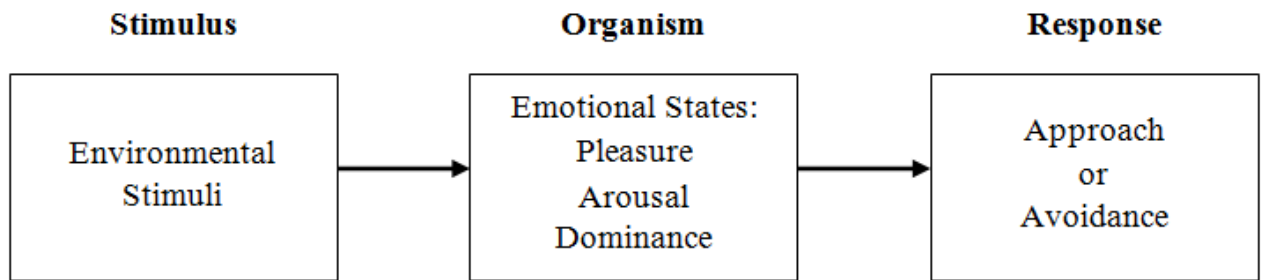 Stimulus
Organism
Response
Environmental
Stimuli
Emotional States:
Pleasure
Arousal
Dominance
Approach
or
Avoidance